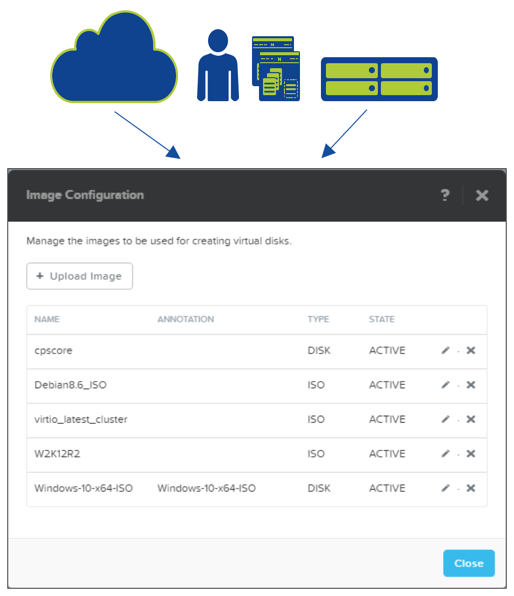 Image Configuration ? ×
Manage the images to be used for creating virtual disks.
+ Upload Image
NAME ANNOTATION TYPE STATE
cpscore DISK ACTIVE
Debian8.6_ISO ISO ACTIVE
virtio_latest_cluster ISO ACTIVE
W2K12R2 ISO ACTIVE
Windows-10-x64-ISO Windows-10-x64-ISO DISK ACTIVE
Close